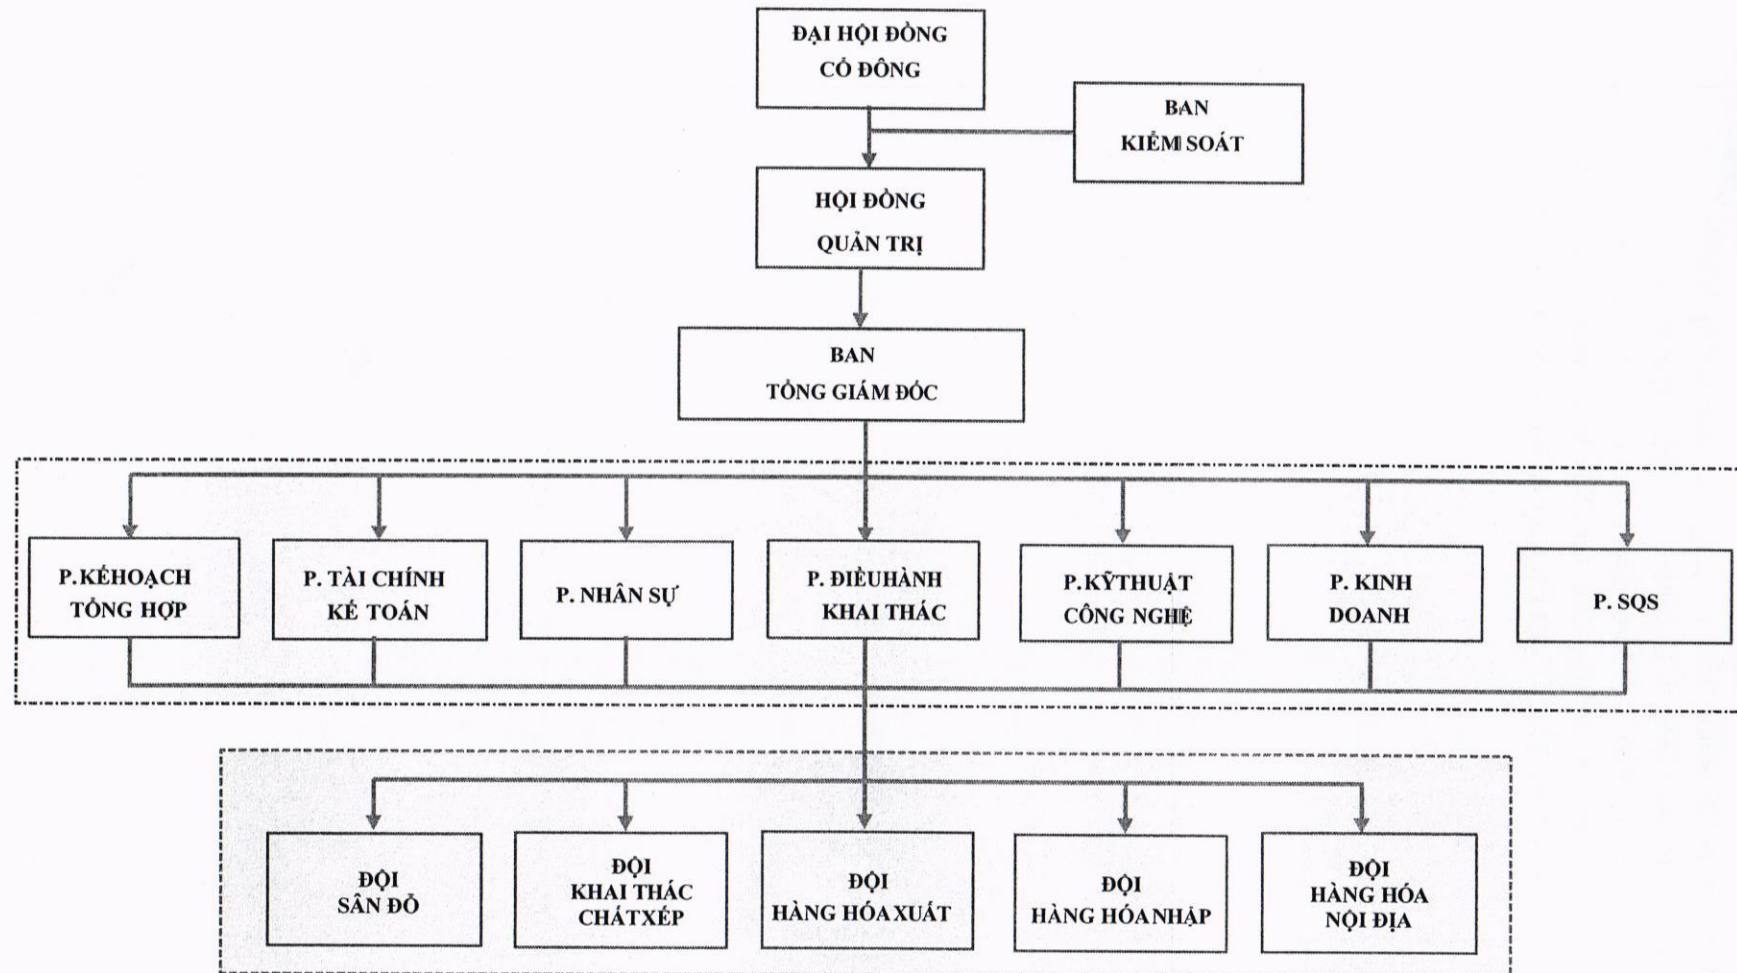 ĐẠI HỘI ĐỒNG
CỔ ĐÔNG
BAN
KIỂM SOÁT
HỘI ĐỒNG
QUẢN TRỊ
BAN
TỔNG GIÁM ĐỐC
P.KẾHOẠCH
TỔNG HỢP
P. TÀI CHÍNH
KẾ TOÁN
P. NHÂN SỰ
P. ĐIỀUHÀNH
KHAI THÁC
P.KỸTHUẬT
CÔNG NGHỆ
P. KINH
DOANH
P. SQS
ĐỘI
SÂN ĐỖ
ĐỘI
KHAI THÁC
CHẤTXẾP
ĐỘI
HÀNG HÓAXUẤT
ĐỘI
HÀNG HÓANHẬP
ĐỘI
HÀNG HÓA
NỘI ĐỊA